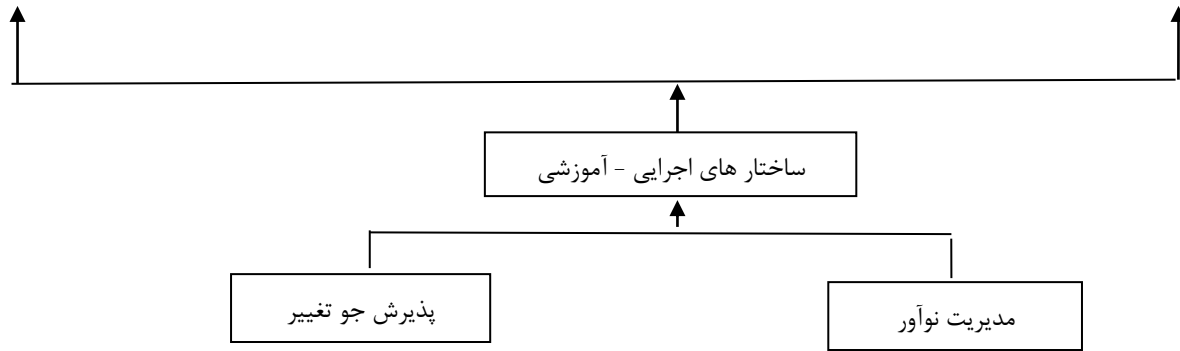 ساختار های اجرایی - آموزشی
مدیریت نوآور
پذیرش جو تغییر